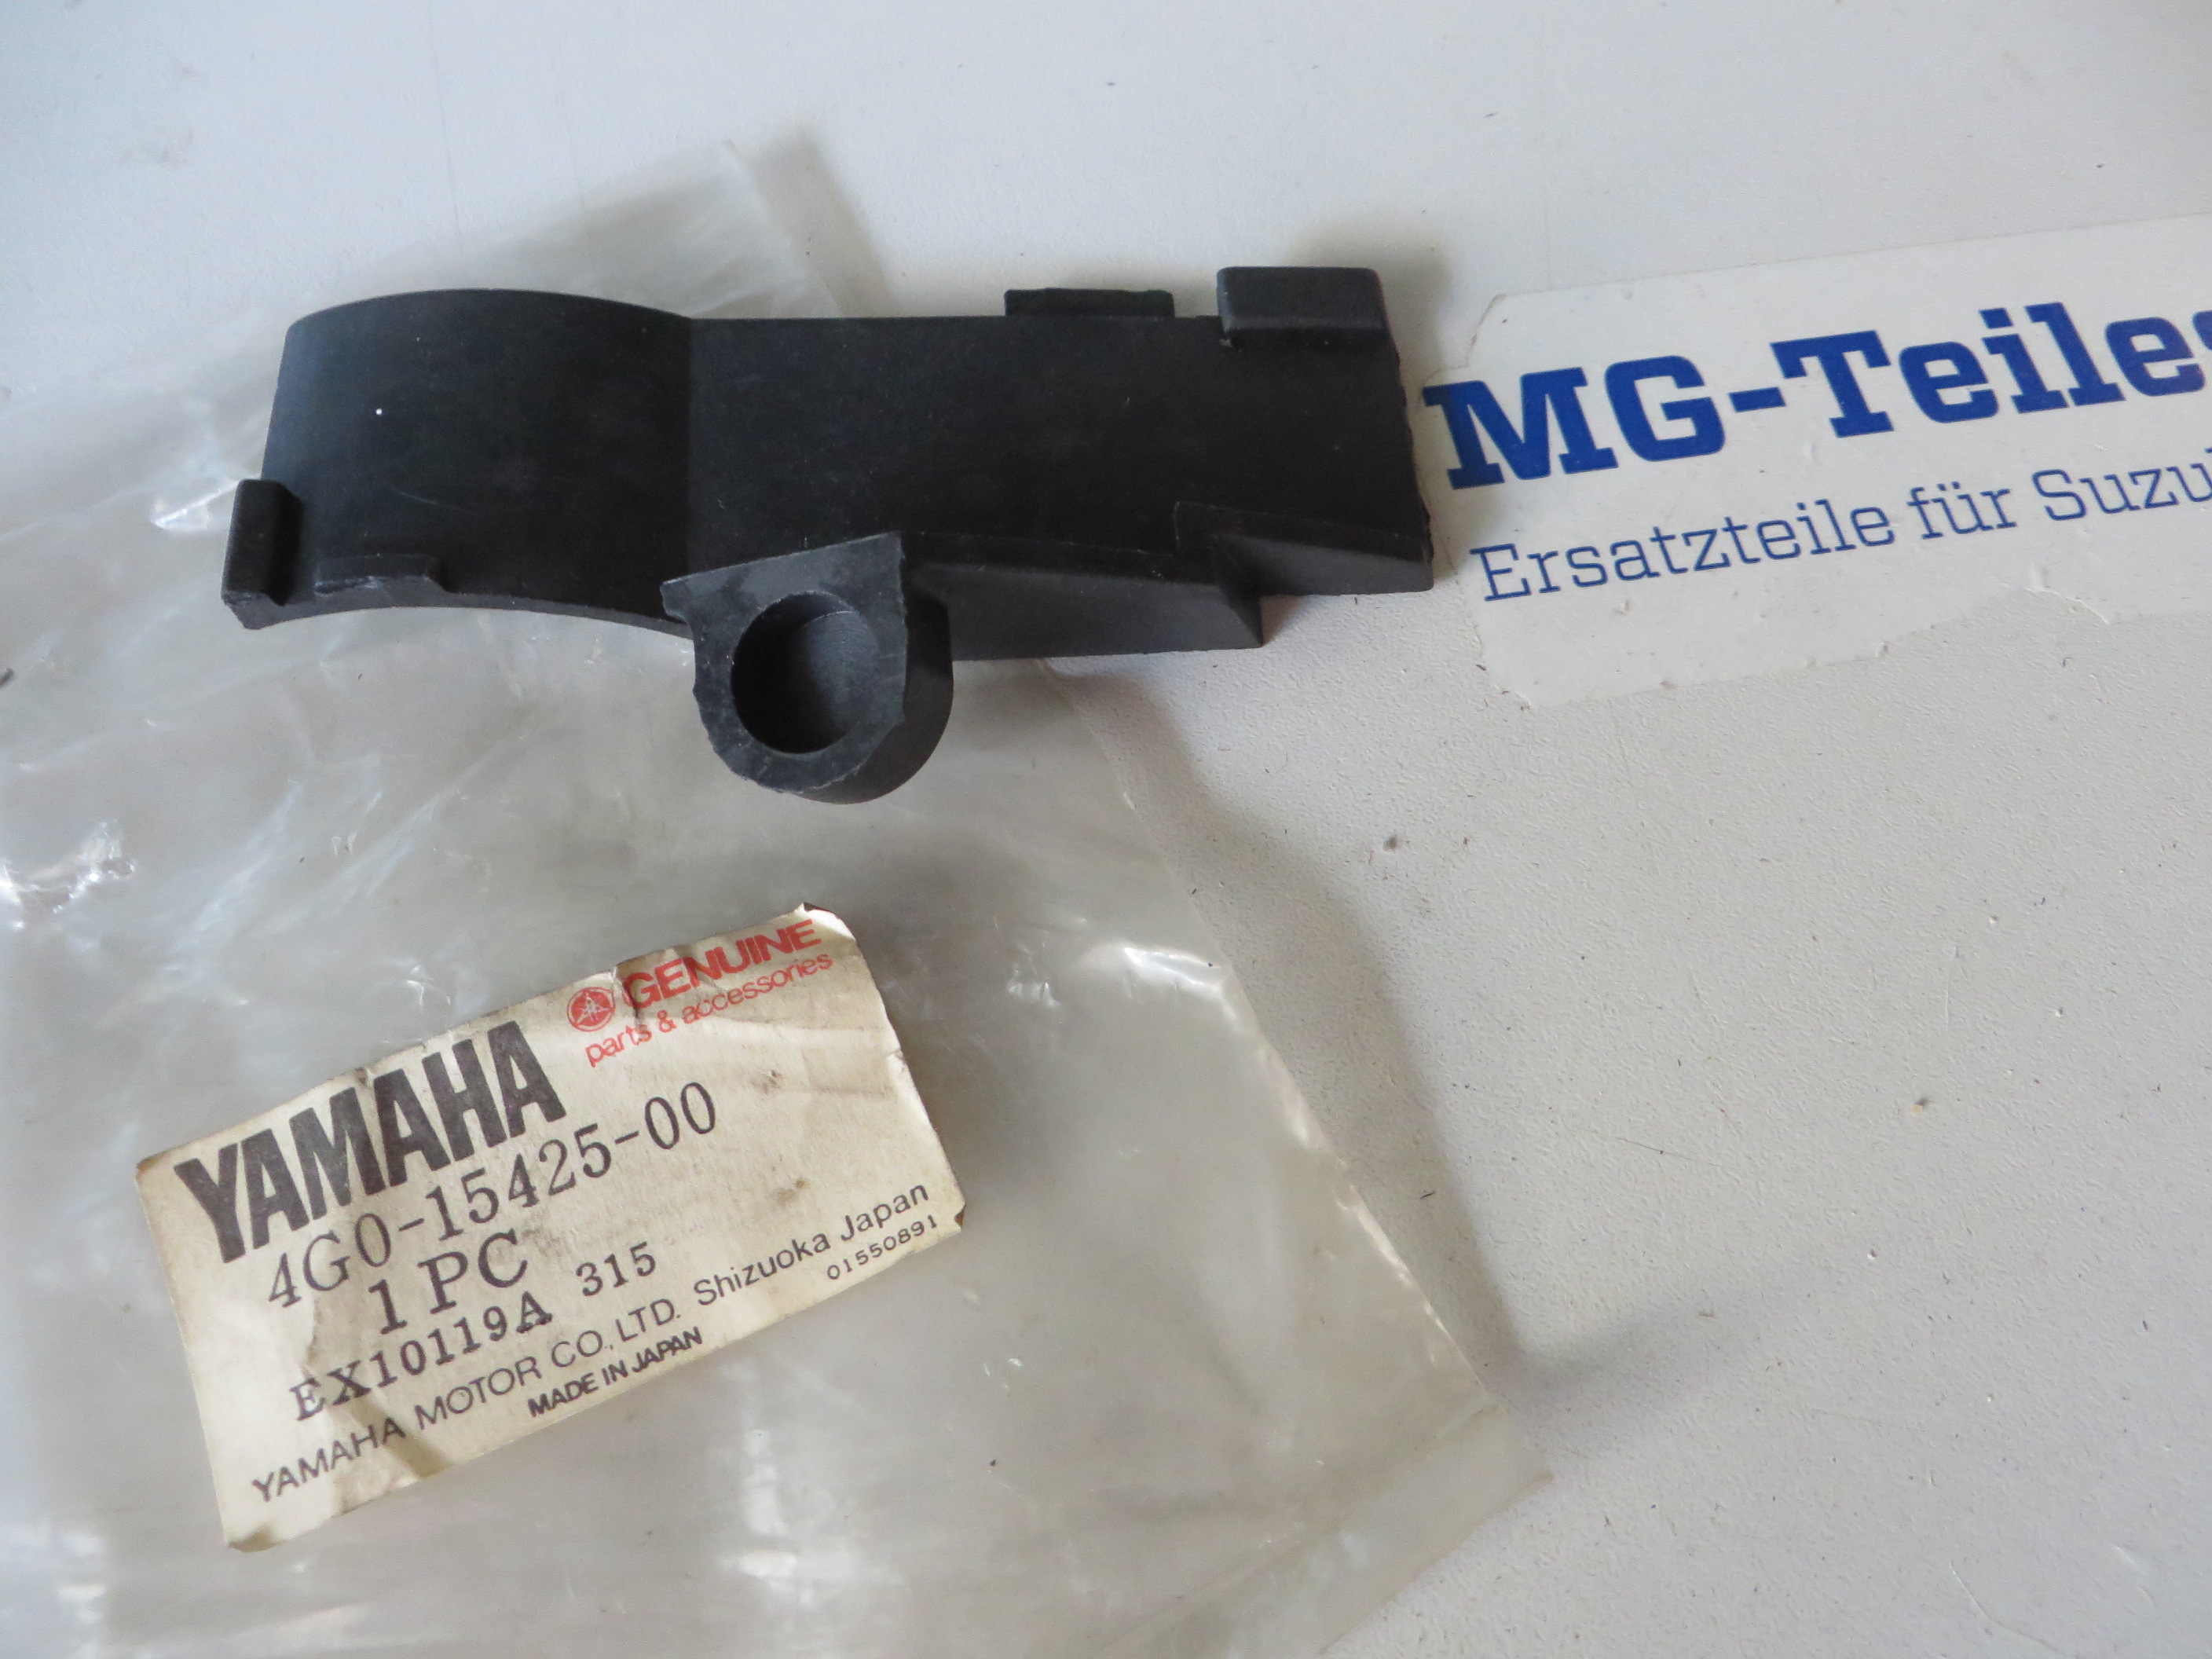 MG-Teiles
Ersatzteile für Suzu
GENUINE
parts & accessories
YAMAHA
4G0-15425-00
1 PC
EX10119A 315
YAMAHA MOTOR CO., LTD. Shizuoka Japan
MADE IN JAPAN
01550891